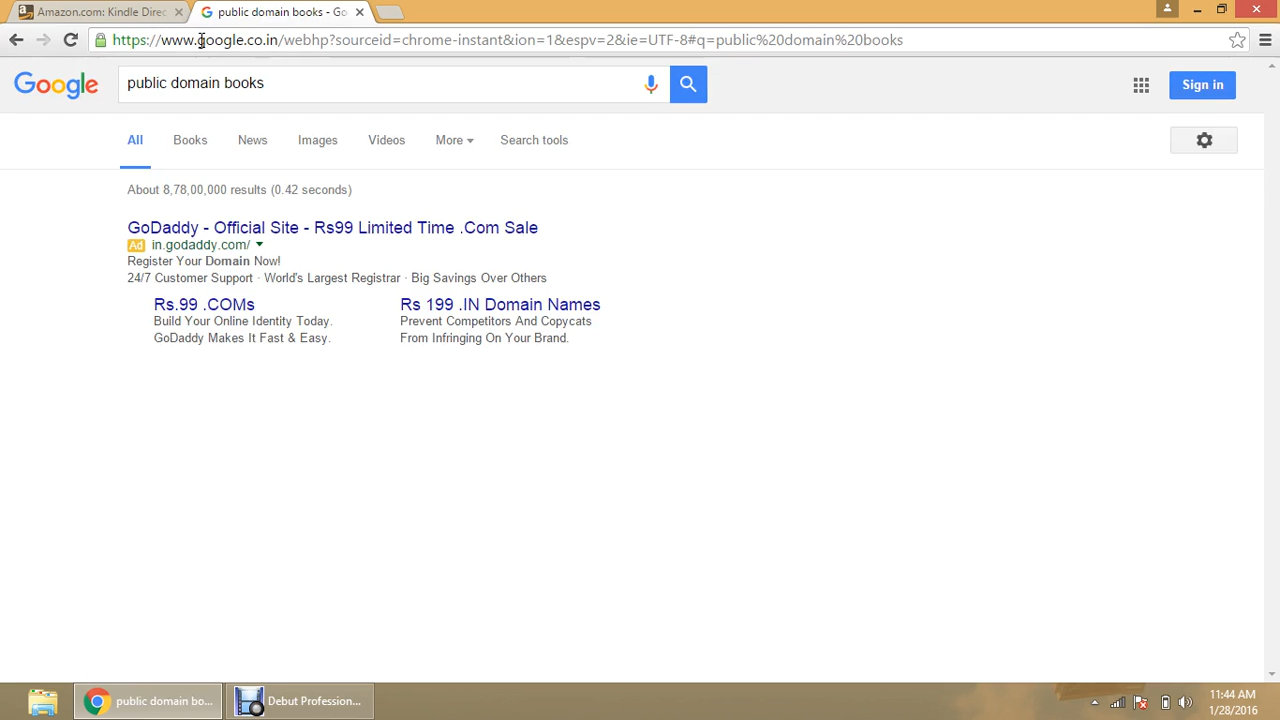 Amazon.com: Kindle Direc
public domain books - Go
https://www.google.co.in/webhp?sourceid=chrome-instant&ion=1&espv=2&ie=UTF-8#q=public%20domain%20books
Google
public domain books
Sign in
All Books News Images Videos More Search tools
About 8,78,00,000 results (0.42 seconds)
GoDaddy - Official Site - Rs99 Limited Time .Com Sale
Ad in.godaddy.com/
Register Your Domain Now!
24/7 Customer Support · World's Largest Registrar · Big Savings Over Others
Rs.99 .COMs
Build Your Online Identity Today.
GoDaddy Makes It Fast & Easy.
Rs 199 .IN Domain Names
Prevent Competitors And Copycats
From Infringing On Your Brand.
public domain bo...
Debut Profession...
11:44 AM
1/28/2016